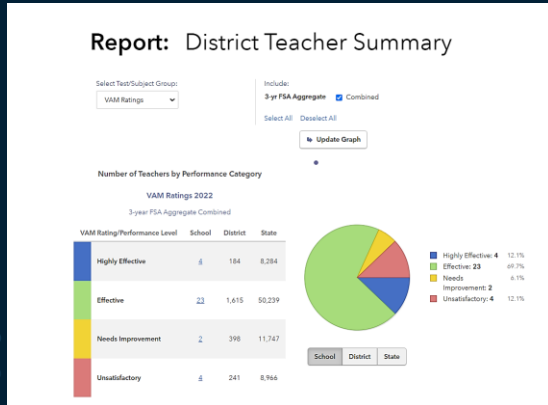 Report: District Teacher Summary
Select Test/Subject Group:
VAM Ratings
Include:
3-yr FSA Aggregate Combined
Select All Deselect All
Update Graph
Number of Teachers by Performance Category
VAM Ratings 2022
3-year FSA Aggregate Combined
VAM Rating/Performance Level School District State
Highly Effective 4 184 8,284
Effective 23 1,615 50,239
Needs Improvement 2 398 11,747
Unsatisfactory 4 241 8,966
Highly Effective: 4 12.1%
Effective: 23 69.7%
Needs 6.1%
Improvement: 2
Unsatisfactory: 4 12.1%
School District State